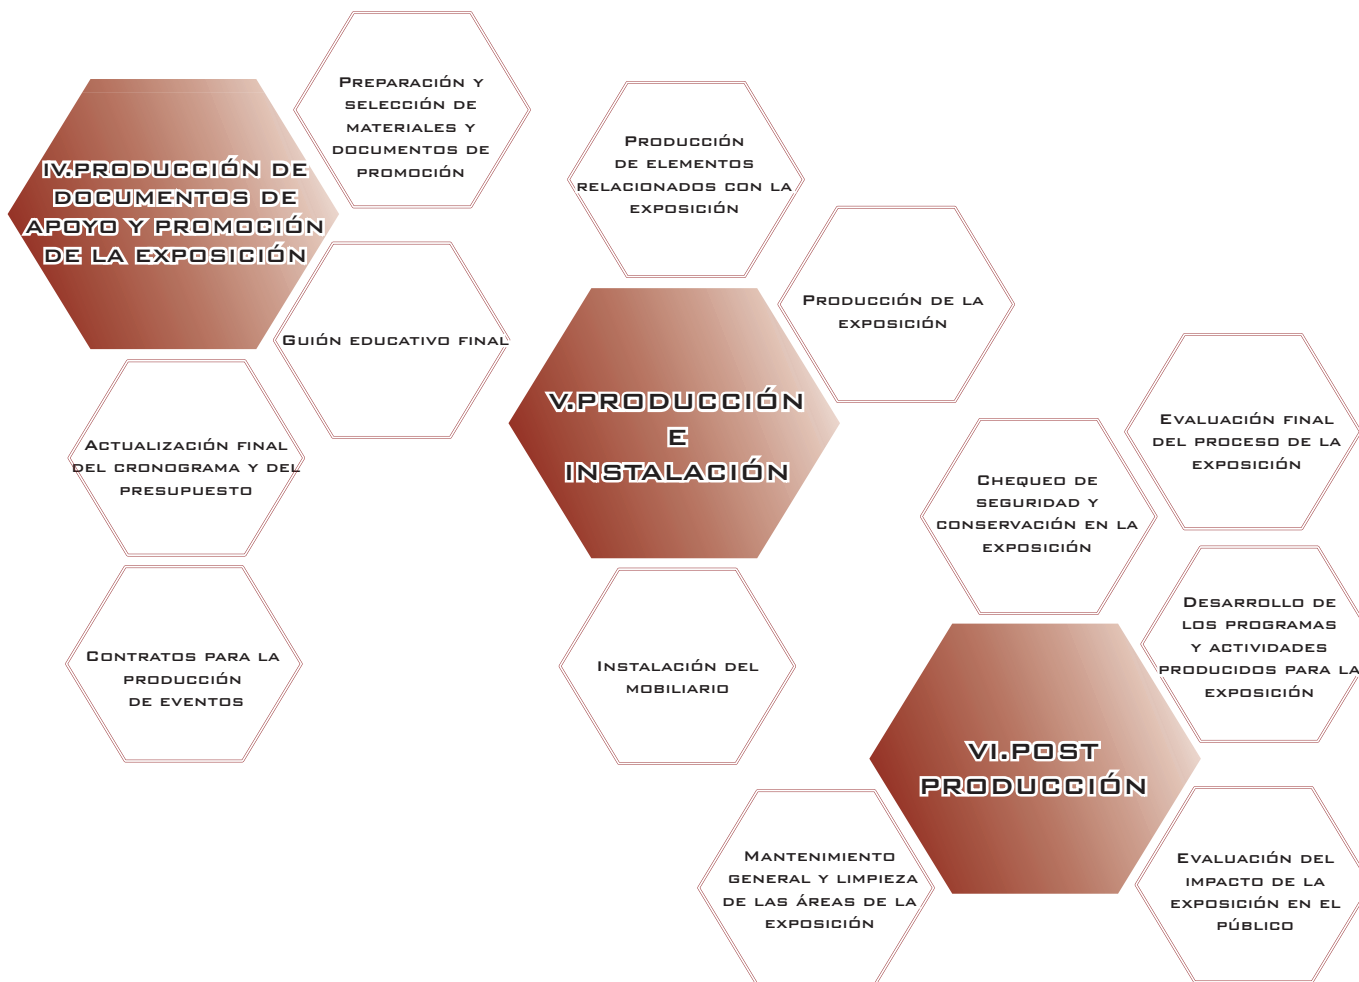 Preparación y
selección de
materiales y
documentos de
promoción
IV.Producción de
documentos de
apoyo y promoción
de la exposición
Guión educativo final
Actualización final
del cronograma y del
presupuesto
Contratos para la
producción
de eventos
Producción
de elementos
relacionados con la
exposición
Producción de la
exposición
V.Producción
e
instalación
Instalación del
mobiliario
Chequeo de
seguridad y
conservación en la
exposición
Evaluación final
del proceso de la
exposición
Desarrollo de
los programas
y actividades
producidos para la
exposición
VI.Post
producción
Mantenimiento
general y limpieza
de las áreas de la
exposición
Evaluación del
impacto de la
exposición en el
público